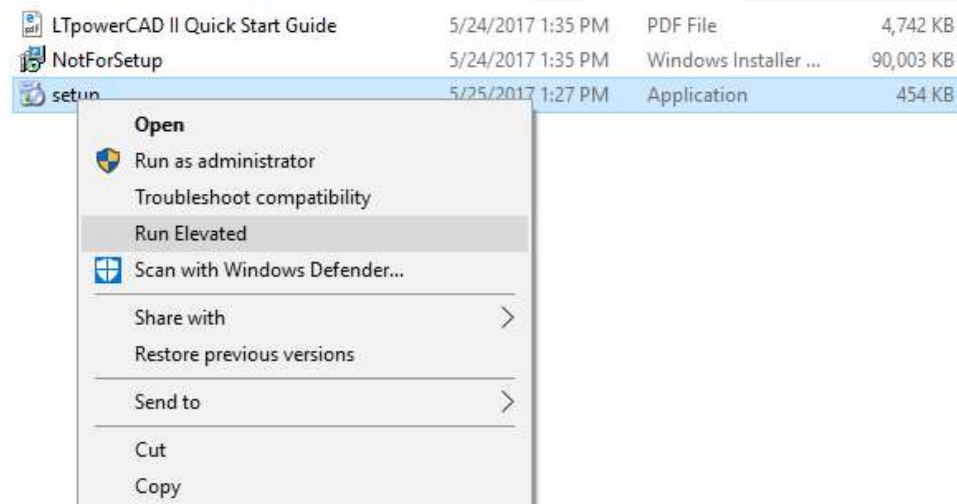 LTpowerCAD II Quick Start Guide 5/24/2017 1:35 PM PDF File 4,742 KB
NotForSetup 5/24/2017 1:35 PM Windows Installer ... 90,003 KB
setup 5/25/2017 1:27 PM Application 454 KB
Open
Run as administrator
Troubleshoot compatibility
Run Elevated
Scan with Windows Defender...
Share with
Restore previous versions
Send to
Cut
Copy